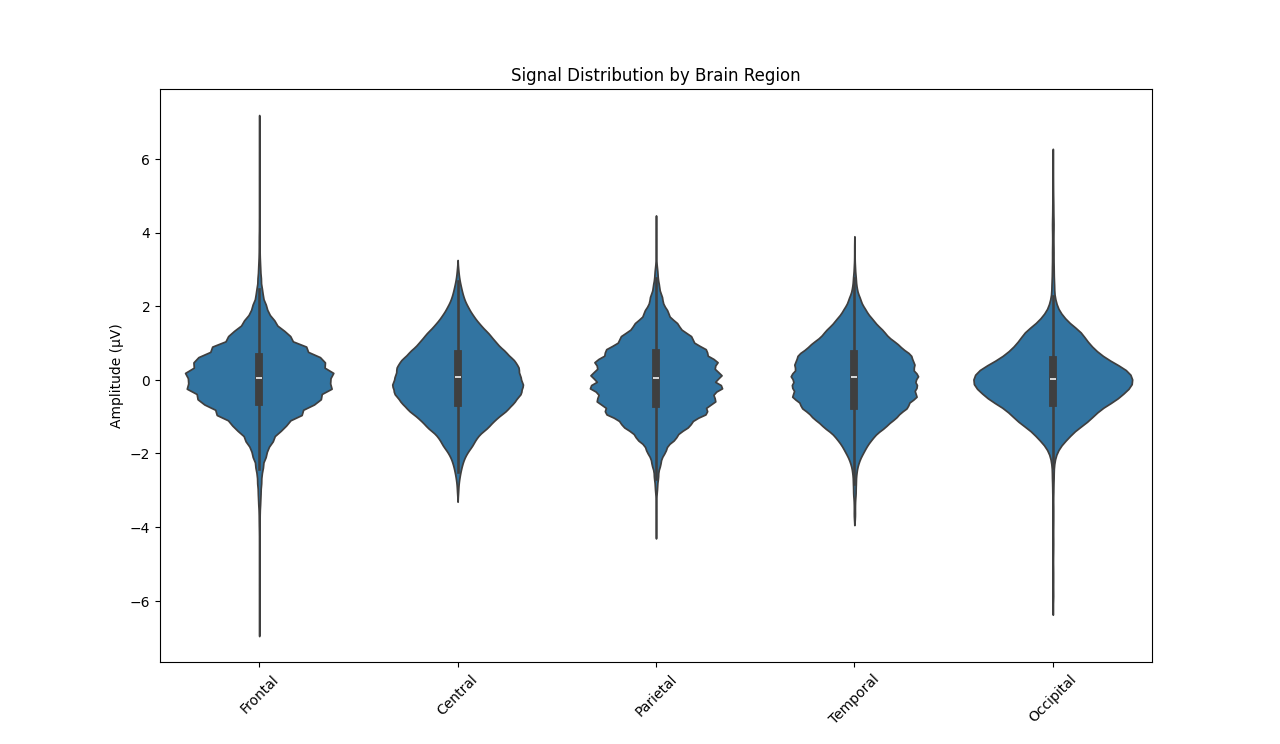 Signal Distribution by Brain Region
Amplitude (µV)
6
4
2
0
−2
−4
−6
Frontal
Central
Parietal
Temporal
Occipital